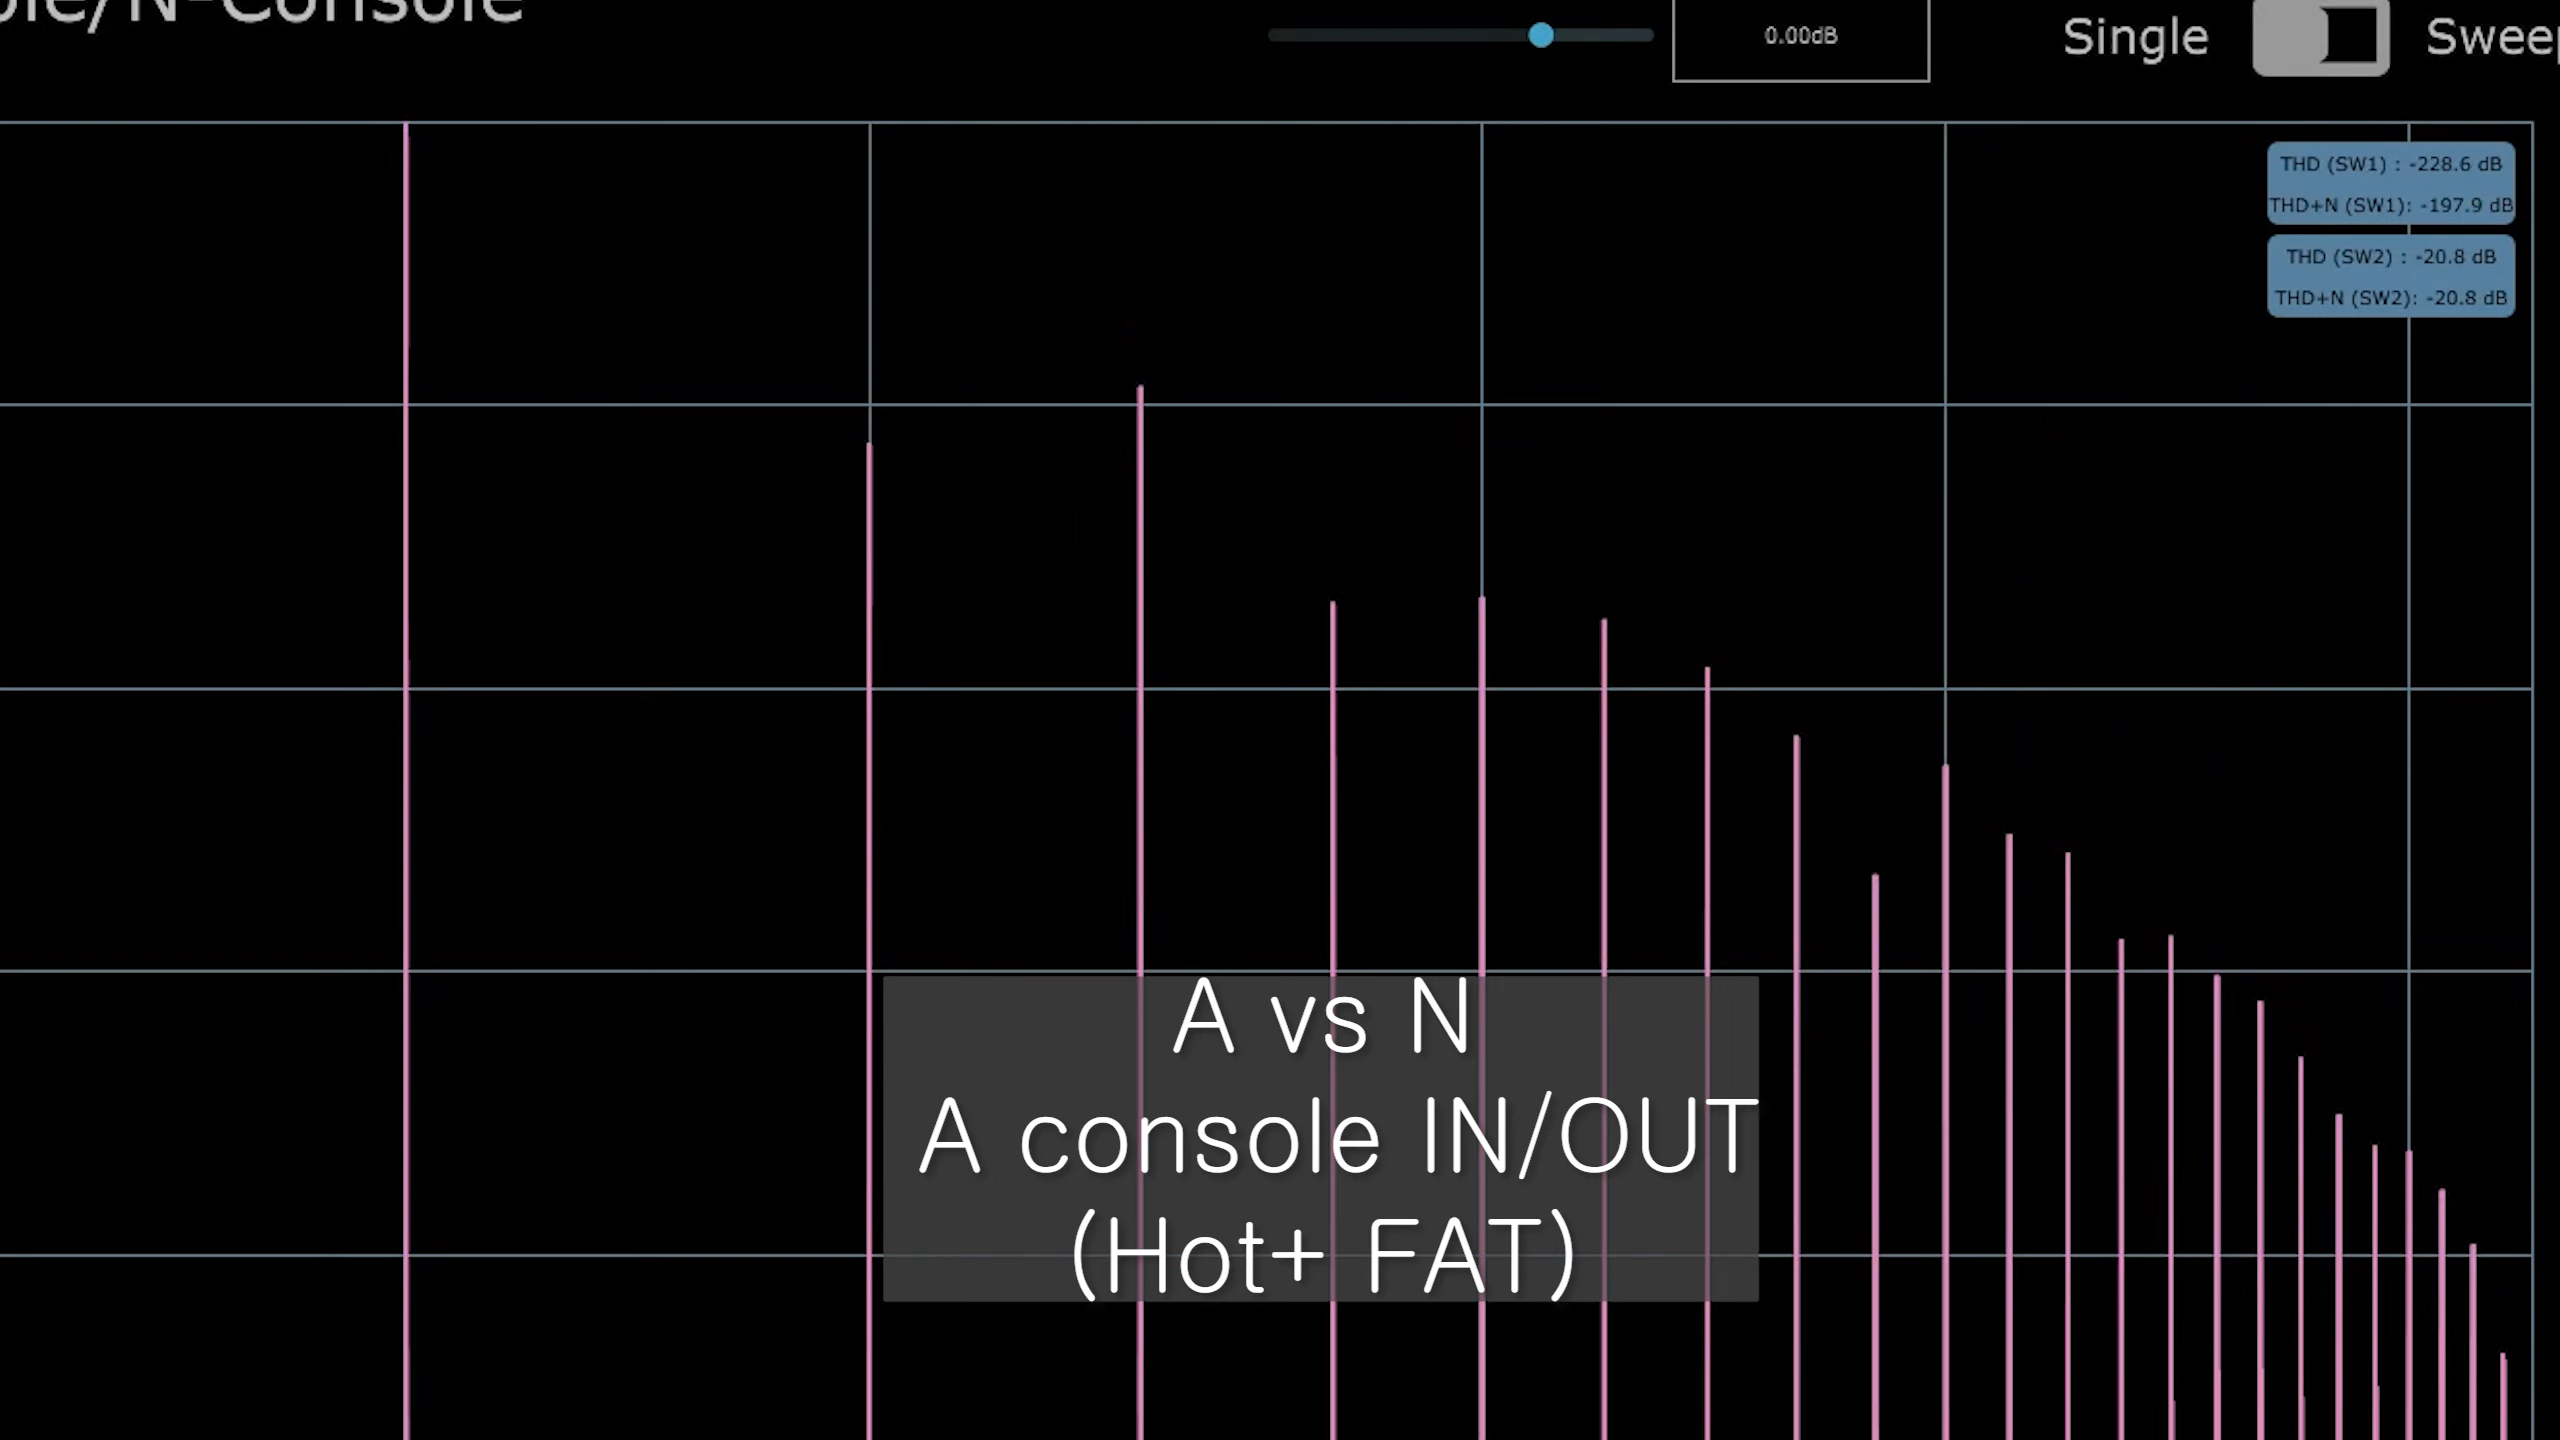 N-Console
0.00dB
Single
THD (SW1) : -228.6 dB
THD+N (SW1): -197.9 dB
THD (SW2) : -20.8 dB
THD+N (SW2): -20.8 dB
A vs N
A console IN/OUT
(Hot+ FAT)